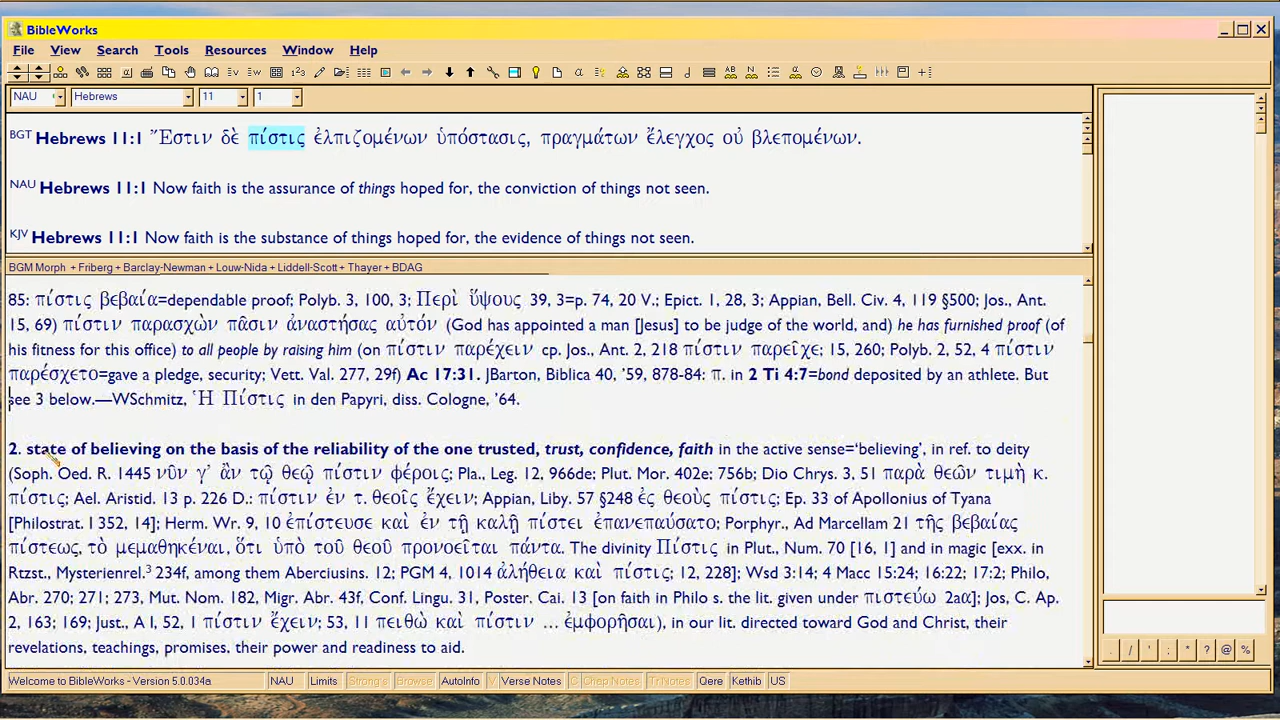 BibleWorks
File View Search Tools Resources Window Help
NAU Hebrews 11 1
BGT Hebrews 11:1 Ἔστιν δὲ πίστις ἐλπιζομένων ὑπόστασις, πραγμάτων ἔλεγχος οὐ βλεπομένων.
NAU Hebrews 11:1 Now faith is the assurance of things hoped for, the conviction of things not seen.
KJV Hebrews 11:1 Now faith is the substance of things hoped for, the evidence of things not seen.
BGM Morph + Friberg + Barclay-Newman + Louw-Nida + Liddell-Scott + Thayer + BDAG
85: πίστις βεβαία=dependable proof; Polyb. 3, 100, 3; Περὶ ὕψους 39, 3=p. 74, 20 V.; Epict. 1, 28, 3; Appian, Bell. Civ. 4, 119 §500; Jos., Ant.
15, 69) πίστιν παρασχὼν πᾶσιν ἀναστήσας αὐτόν (God has appointed a man [Jesus] to be judge of the world, and) he has furnished proof (of
his fitness for this office) to all people by raising him (on πίστιν παρέχειν cp. Jos., Ant. 2, 218 πίστιν παρεῖχε; 15, 260; Polyb. 2, 52, 4 πίστιν
παρέσχετο=gave a pledge, security; Vett. Val. 277, 29f) Ac 17:31. JBarton, Biblica 40, ’59, 878-84: π. in 2 Ti 4:7=bond deposited by an athlete. But
see 3 below.—WSchmitz, Ἡ Πίστις in den Papyri, diss. Cologne, ’64.
2. state of believing on the basis of the reliability of the one trusted, trust, confidence, faith in the active sense=‘believing’, in ref. to deity
(Soph. Oed. R. 1445 νῦν γ’ ἂν τῷ θεῷ πίστιν φέροις; Pla., Leg. 12, 966de; Plut. Mor. 402e; 756b; Dio Chrys. 3, 51 παρὰ θεῶν τιμὴ κ.
πίστις; Ael. Aristid. 13 p. 226 D.: πίστιν ἐν τ. θεοῖς ἔχειν; Appian, Liby. 57 §248 ἐς θεοὺς πίστις; Ep. 33 of Apollonius of Tyana
[Philostrat. I 352, 14]; Herm. Wr. 9, 10 ἐπίστευσε καὶ ἐν τῇ καλῇ πίστει ἐπανεπαύσατο; Porphyr., Ad Marcellam 21 τῆς βεβαίας
πίστεως, τὸ μεμαθηκέναι, ὅτι ὑπὸ τοῦ θεοῦ προνοεῖται πάντα. The divinity Πίστις in Plut., Num. 70 [16, 1] and in magic [exx. in
Rtzst., Mysterienrel.³ 234f, among them Aberciusins. 12; PGM 4, 1014 ἀλήθεια καὶ πίστις; 12, 228]; Wsd 3:14; 4 Macc 15:24; 16:22; 17:2; Philo,
Abr. 270; 271; 273, Mut. Nom. 182, Migr. Abr. 43f, Conf. Lingu. 31, Poster. Cai. 13 [on faith in Philo s. the lit. given under πιστεύω 2aα]; Jos, C. Ap.
2, 163; 169; Just., A I, 52, 1 πίστιν ἔχειν; 53, 11 πειθὼ καὶ πίστιν … ἐμφορῆσαι), in our lit. directed toward God and Christ, their
revelations, teachings, promises, their power and readiness to aid.
Welcome to BibleWorks - Version 5.0.034a NAU Limits Strong's Browse AutoInfo V Verse Notes C Chap Notes Tr Notes Qere Kethib US
. / ' ; * ? @ %